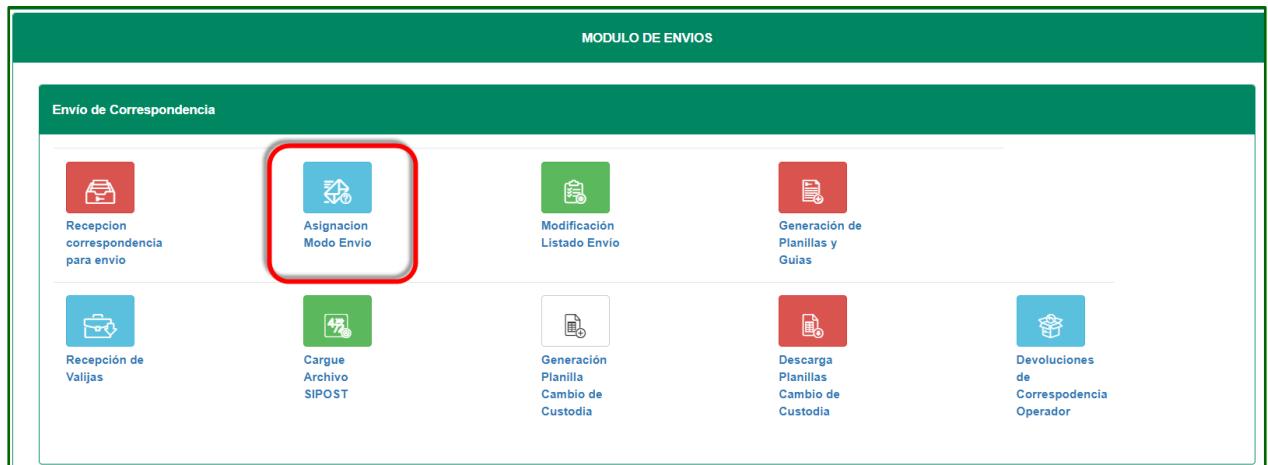 MODULO DE ENVIOS
Envío de Correspondencia
Recepcion
correspondencia
para envio
Asignacion
Modo Envio
Modificación
Listado Envío
Generación de
Planillas y
Guias
Recepción de
Valijas
Cargue
Archivo
SIPOST
Generación
Planilla
Cambio de
Custodia
Descarga
Planillas
Cambio de
Custodia
Devoluciones
de
Correspodencia
Operador